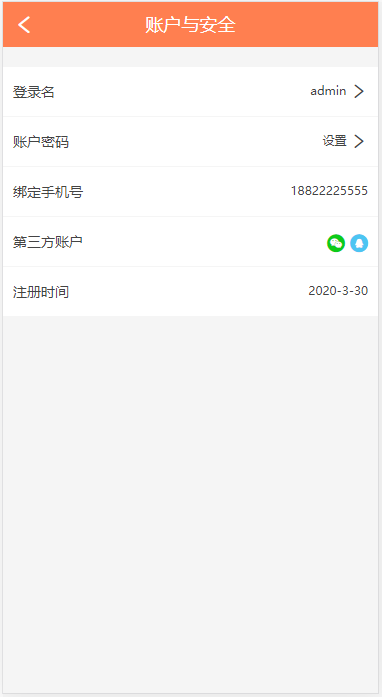 账户与安全
登录名 admin
账户密码 设置
绑定手机号 18822225555
第三方账户
注册时间 2020-3-30